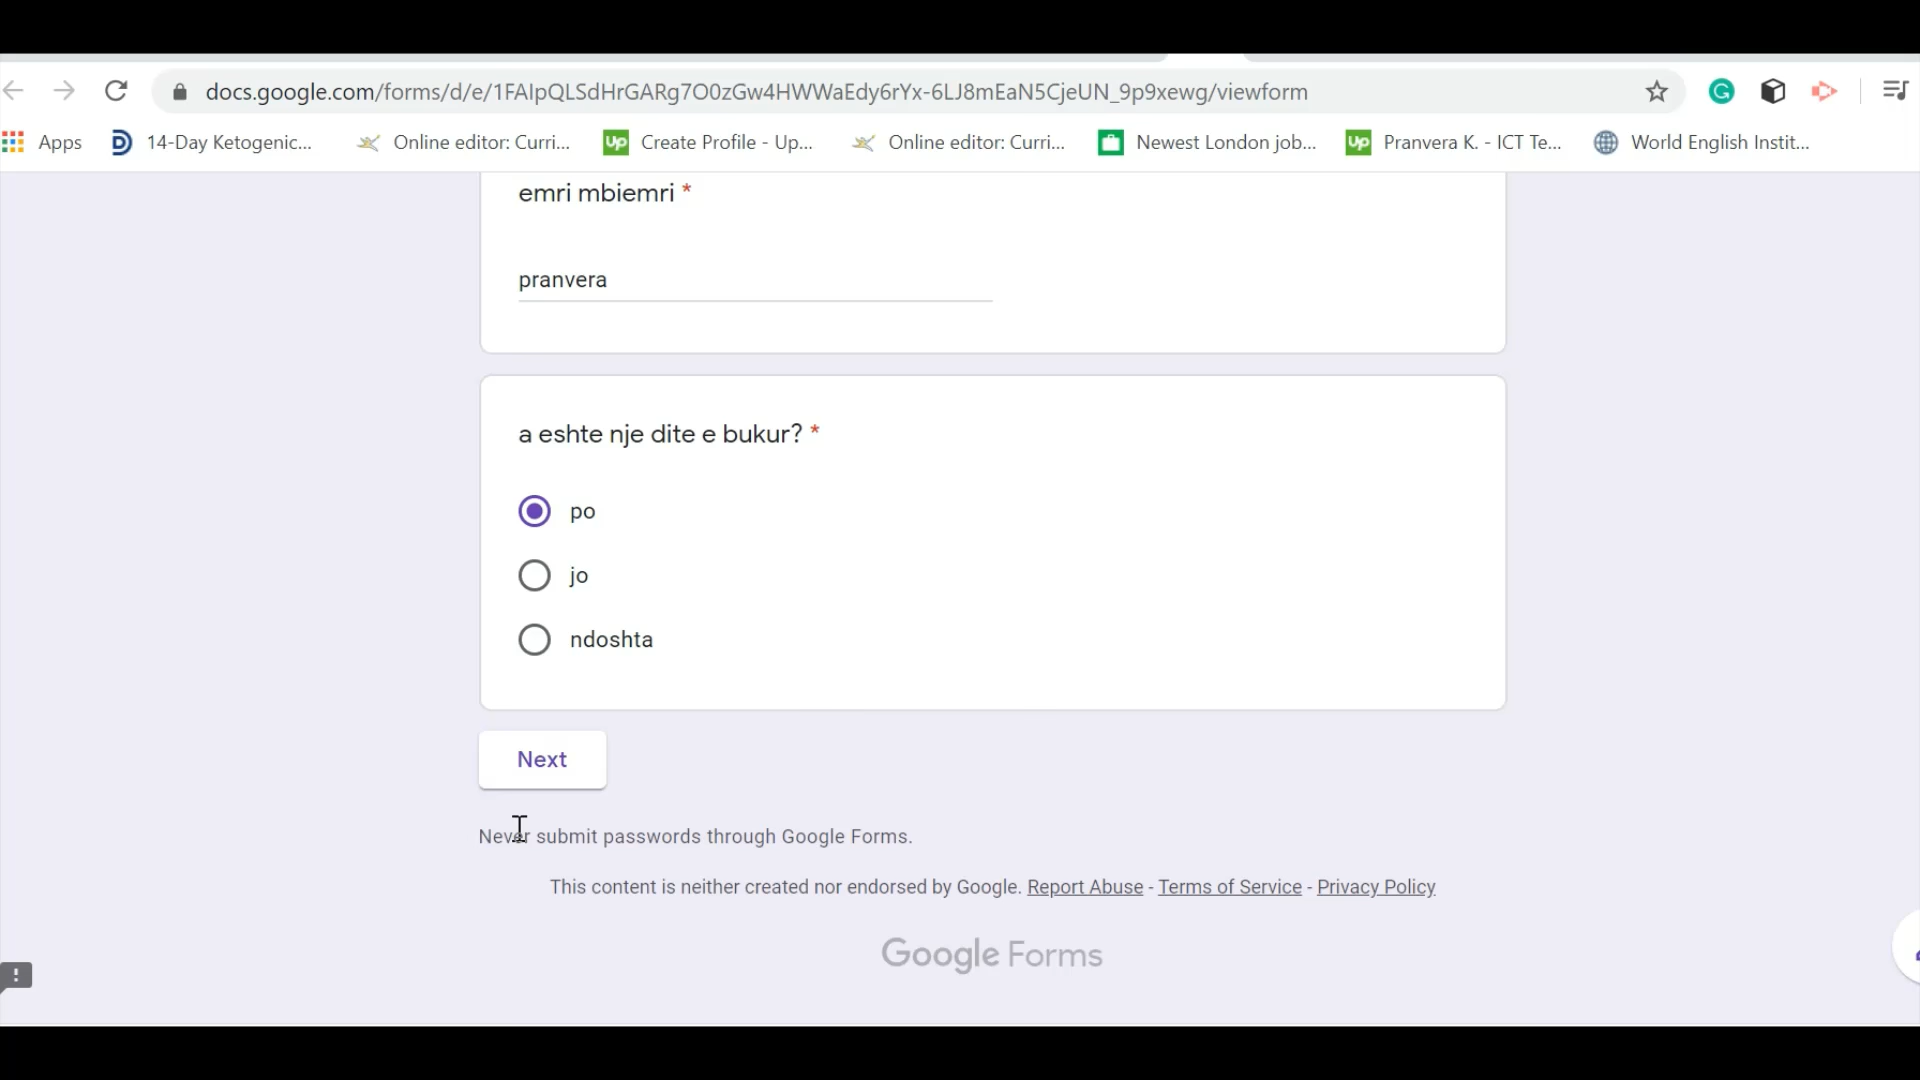 docs.google.com/forms/d/e/1FAIpQLSdHrGARg7O0zGw4HWWaEdy6rYx-6LJ8mEaN5CjeUN_9p9xewg/viewform
Apps 14-Day Ketogenic... Online editor: Curri... Up Create Profile - Up... Online editor: Curri... Newest London job... Up Pranvera K. - ICT Te... World English Instit...
emri mbiemri *
pranvera
a eshte nje dite e bukur? *
po
jo
ndoshta
Next
Never submit passwords through Google Forms.
This content is neither created nor endorsed by Google. Report Abuse - Terms of Service - Privacy Policy
Google Forms